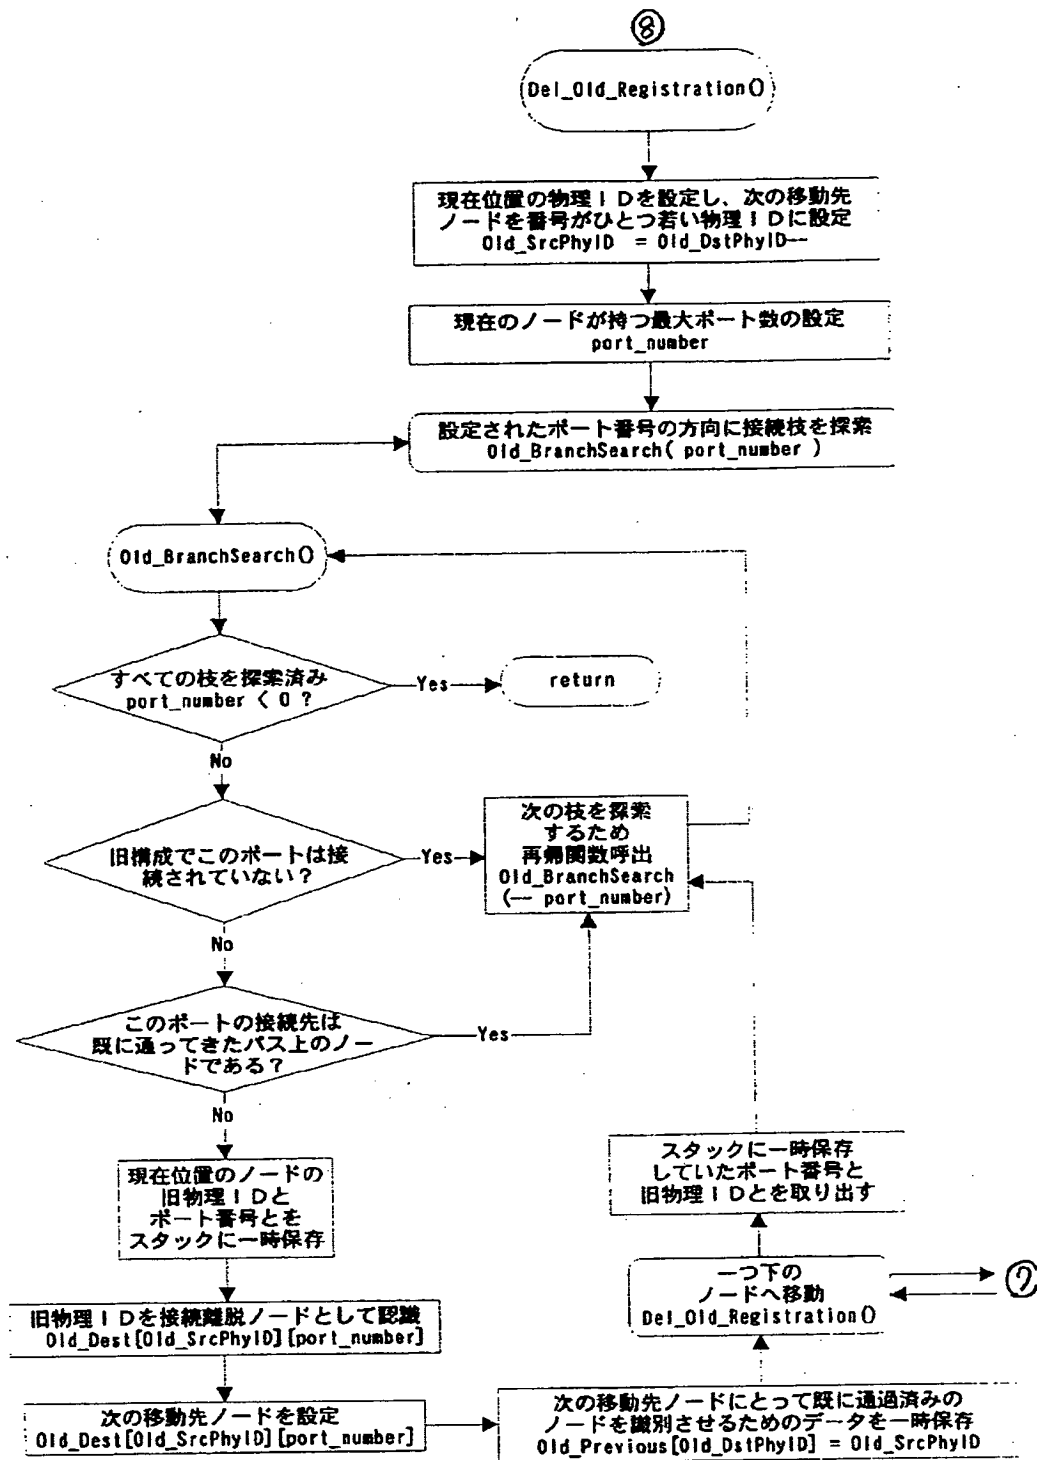 ⑧
Del_Old_Registration()
現在位置の物理IDを設定し、次の移動先
ノードを番号がひとつ若い物理IDに設定
Old_SrcPhyID = Old_DstPhyID--
現在のノードが持つ最大ポート数の設定
port_number
設定されたポート番号の方向に接続枝を探索
Old_BranchSearch( port_number )
Old_BranchSearch()
すべての枝を探索済み
port_number < 0 ?
Yes
return
No
旧構成でこのポートは接
続されていない?
Yes
次の枝を探索
するため
再帰関数呼出
Old_BranchSearch
(-- port_number)
No
このポートの接続先は
既に通ってきたパス上のノー
ドである?
Yes
No
現在位置のノードの
旧物理IDと
ポート番号とを
スタックに一時保存
スタックに一時保存
していたポート番号と
旧物理IDとを取り出す
一つ下の
ノードへ移動
Del_Old_Registration()
⑦
旧物理IDを接続離脱ノードとして認識
Old_Dest[Old_SrcPhyID][port_number]
次の移動先ノードを設定
Old_Dest[Old_SrcPhyID][port_number]
次の移動先ノードにとって既に通過済みの
ノードを識別させるためのデータを一時保存
Old_Previous[Old_DstPhyID] = Old_SrcPhyID